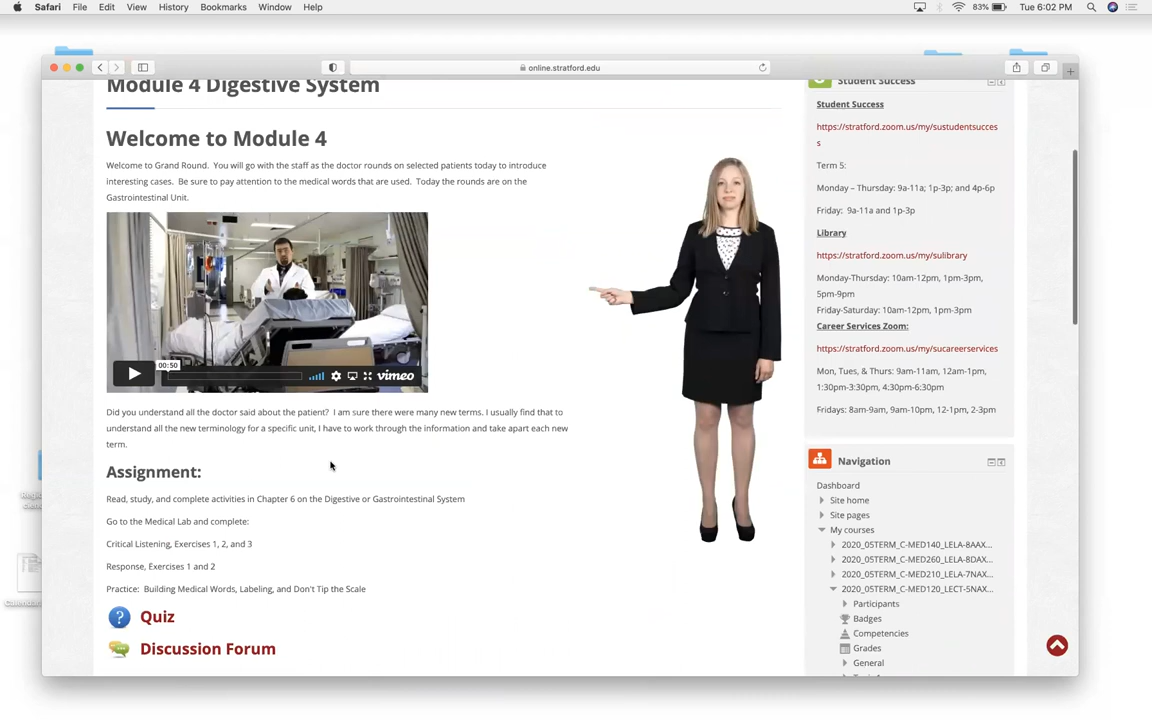 Safari File Edit View History Bookmarks Window Help 83% Tue 6:02 PM
online.stratford.edu
Module 4 Digestive System
Welcome to Module 4
Welcome to Grand Round. You will go with the staff as the doctor rounds on selected patients today to introduce
interesting cases. Be sure to pay attention to the medical words that are used. Today the rounds are on the
Gastrointestinal Unit.
00:50
vimeo
Did you understand all the doctor said about the patient? I am sure there were many new terms. I usually find that to
understand all the new terminology for a specific unit, I have to work through the information and take apart each new
term.
Assignment:
Read, study, and complete activities in Chapter 6 on the Digestive or Gastrointestinal System
Go to the Medical Lab and complete:
Critical Listening, Exercises 1, 2, and 3
Response, Exercises 1 and 2
Practice: Building Medical Words, Labeling, and Don't Tip the Scale
Quiz
Discussion Forum
Student Success
Student Success
https://stratford.zoom.us/my/sustudentsucces
s
Term 5:
Monday – Thursday: 9a-11a; 1p-3p; and 4p-6p
Friday: 9a-11a and 1p-3p
Library
https://stratford.zoom.us/my/sulibrary
Monday-Thursday: 10am-12pm, 1pm-3pm,
5pm-9pm
Friday-Saturday: 10am-12pm, 1pm-3pm
Career Services Zoom:
https://stratford.zoom.us/my/sucareerservices
Mon, Tues, & Thurs: 9am-11am, 12am-1pm,
1:30pm-3:30pm, 4:30pm-6:30pm
Fridays: 8am-9am, 9am-10pm, 12-1pm, 2-3pm
Navigation
Dashboard
Site home
Site pages
My courses
2020_05TERM_C-MED140_LELA-8AAX...
2020_05TERM_C-MED260_LELA-8DAX...
2020_05TERM_C-MED210_LELA-7NAX...
2020_05TERM_C-MED120_LECT-5NAX...
Participants
Badges
Competencies
Grades
General